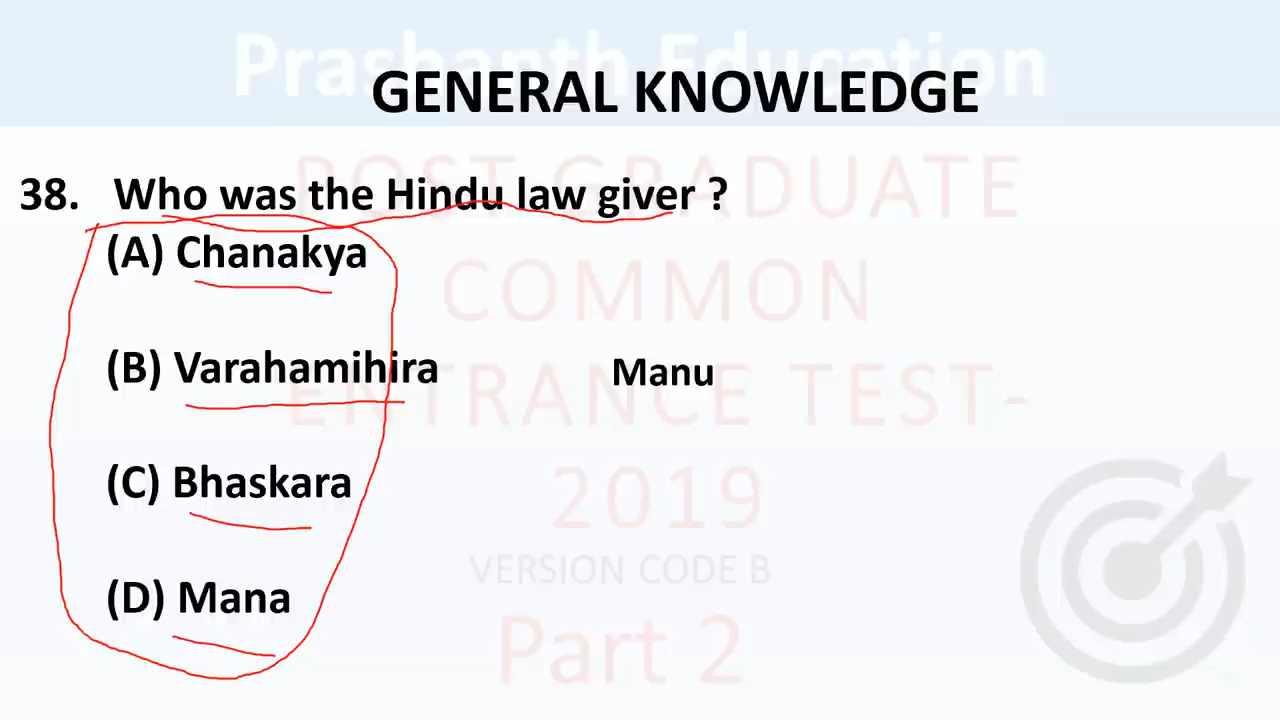 Prashanth Education
GENERAL KNOWLEDGE
POST GRADUATE
38. Who was the Hindu law giver ?
(A) Chanakya
COMMON
(B) Varahamihira
Manu
ENTRANCE TEST-
(C) Bhaskara
2019
VERSION CODE B
(D) Mana
Part 2